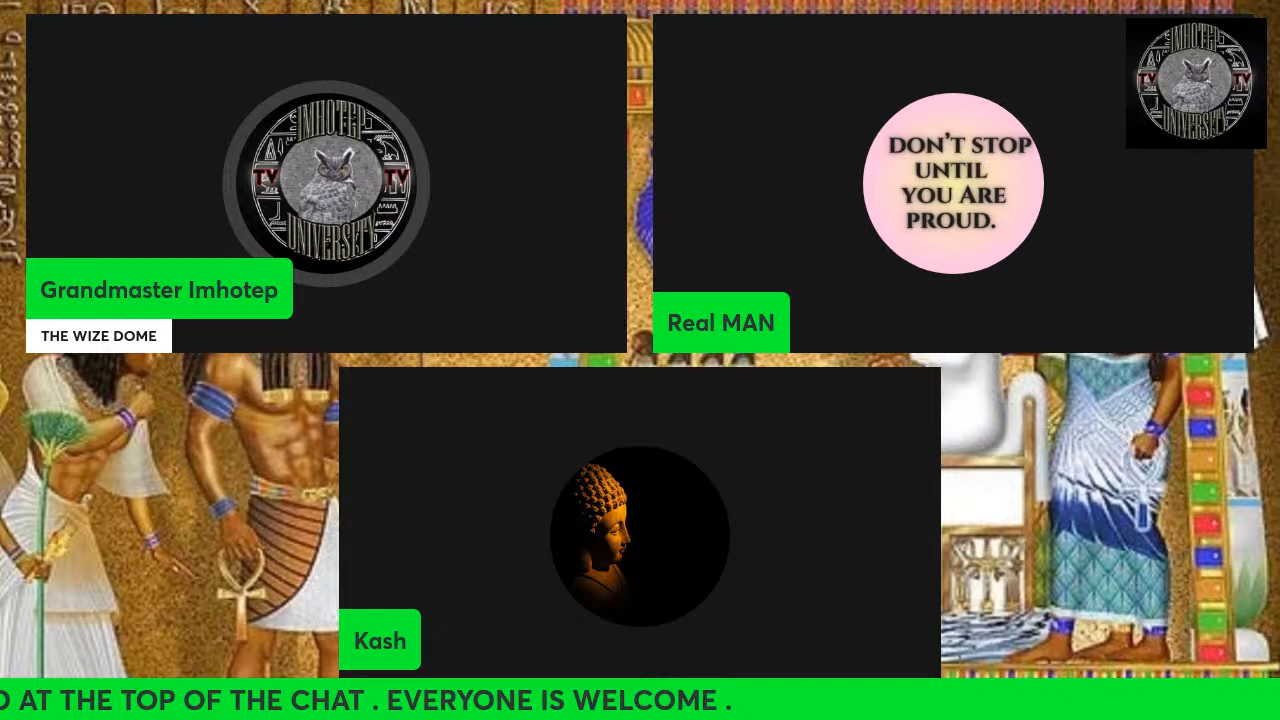 IMHOTEP
TV TV
UNIVERSITY
Grandmaster Imhotep
THE WIZE DOME
DON'T STOP
UNTIL
YOU ARE
PROUD.
Real MAN
IMHOTEP
TV TV
UNIVERSITY
Kash
AT THE TOP OF THE CHAT . EVERYONE IS WELCOME .